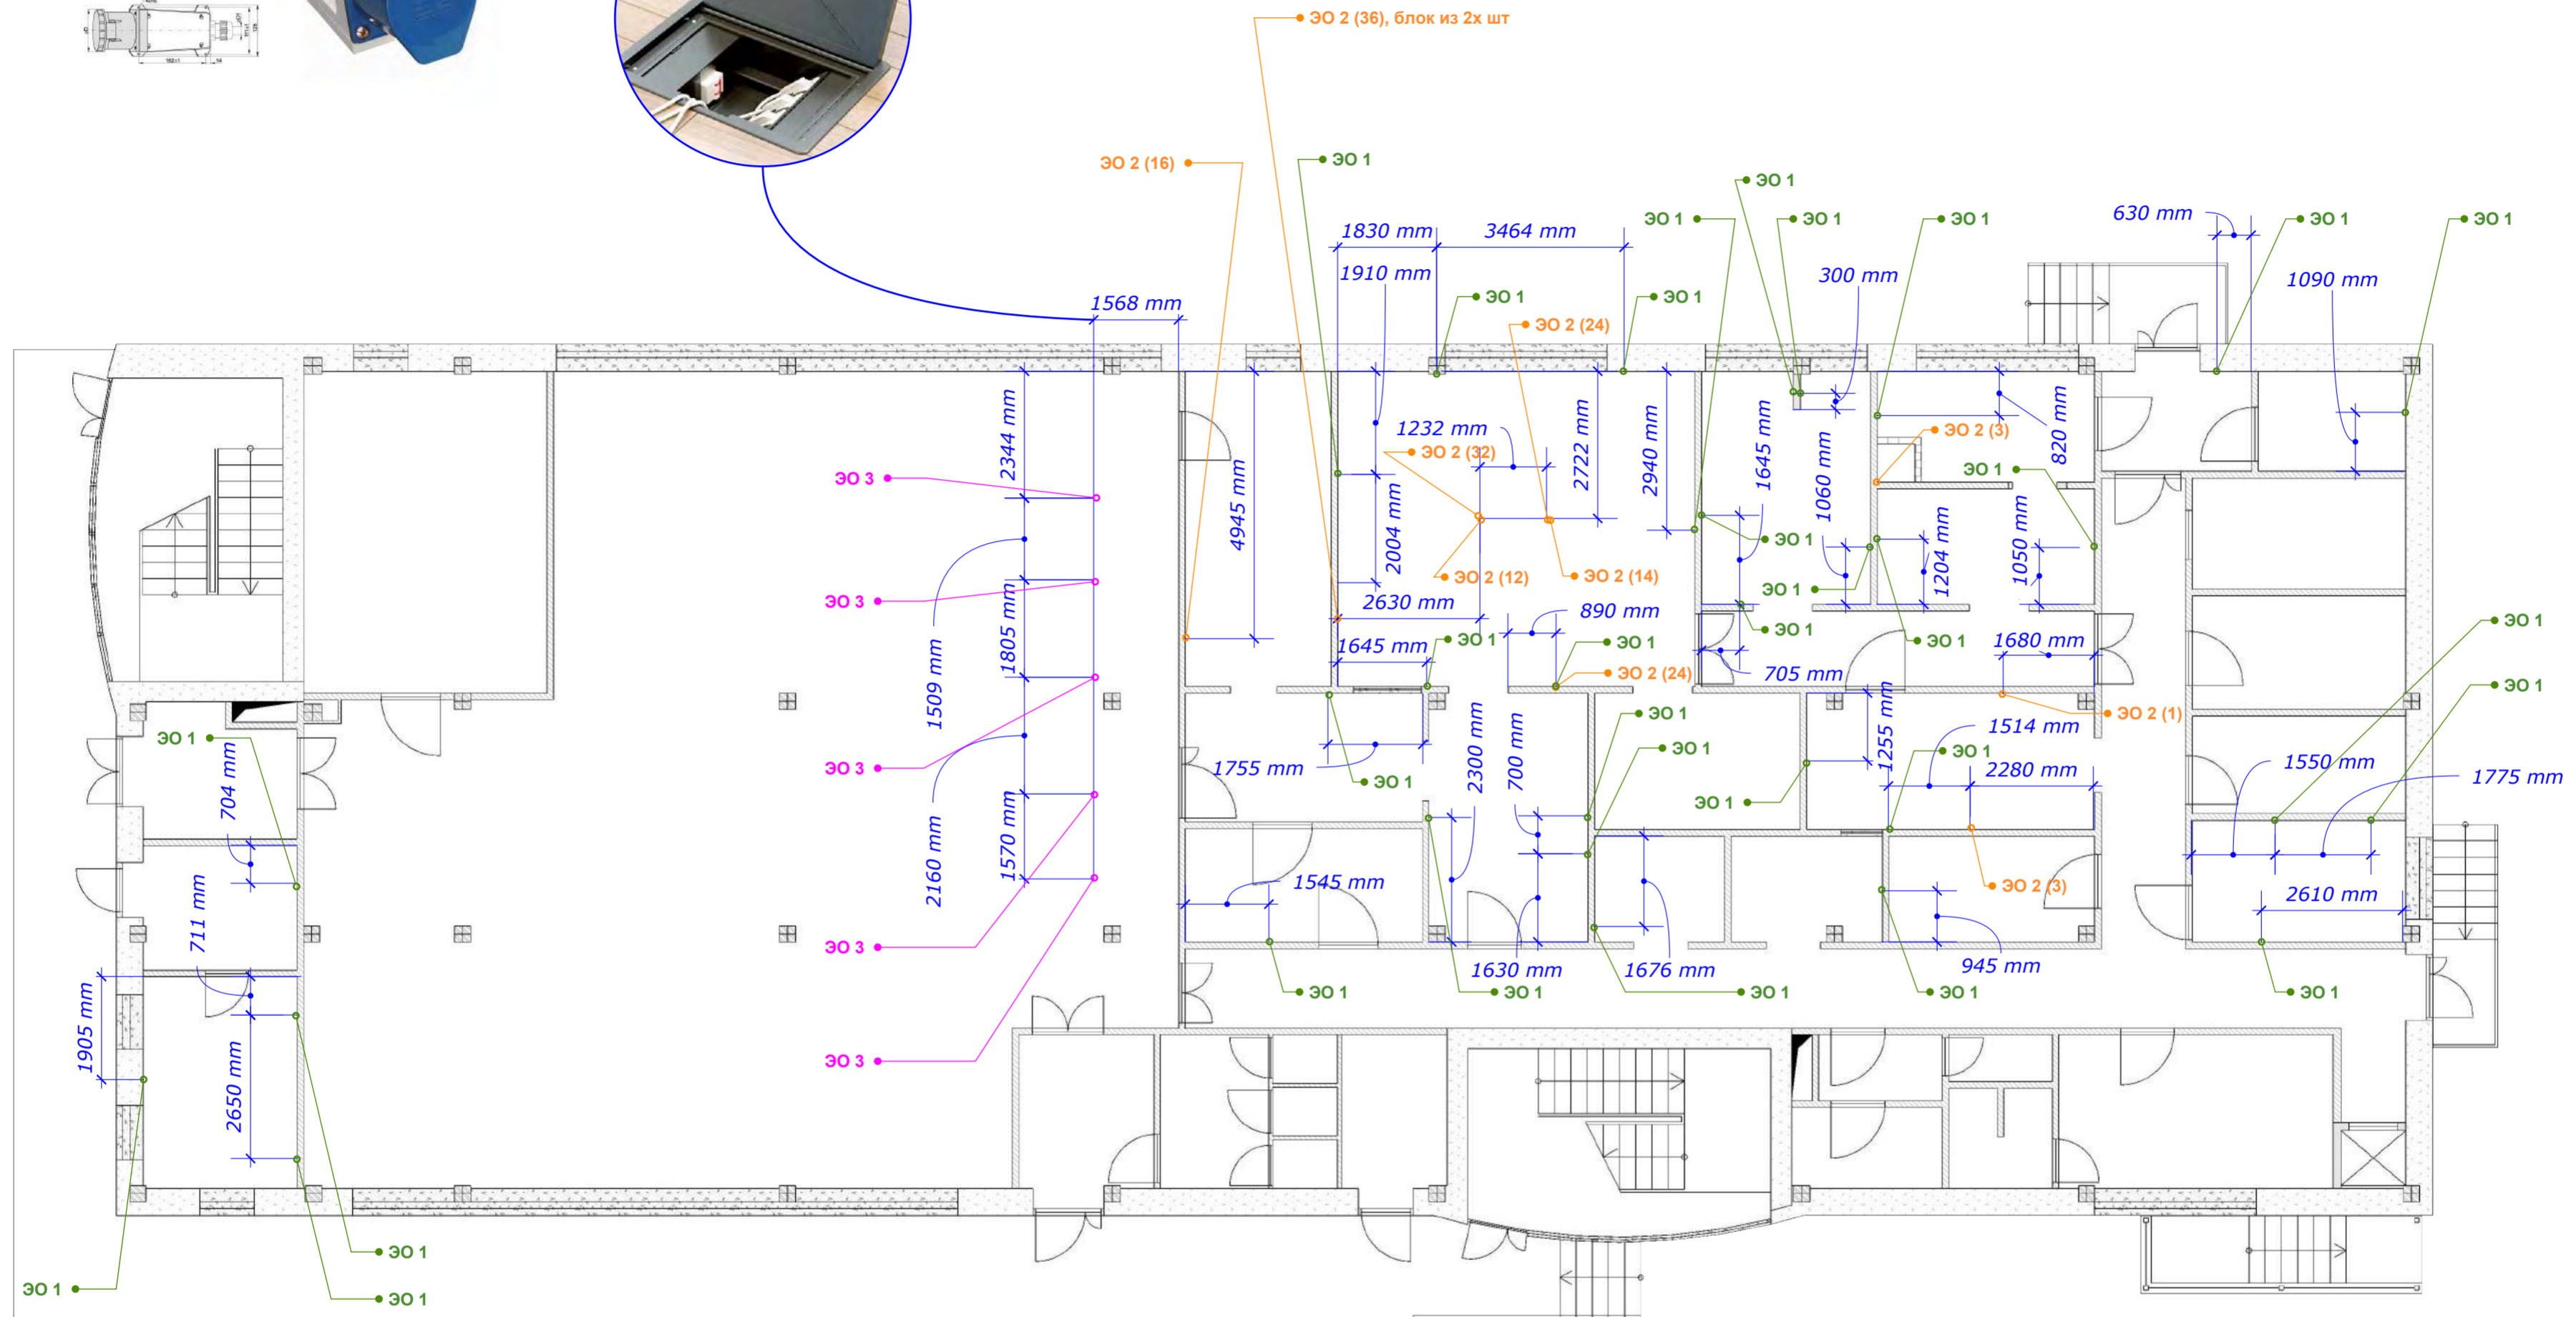 162±1
14
ЭО 2 (36), блок из 2х шт
ЭО 2 (16)
ЭО 1
ЭО 1
ЭО 1
ЭО 1
ЭО 1
630 mm
ЭО 1
ЭО 1
1830 mm
3464 mm
1910 mm
300 mm
1090 mm
1568 mm
ЭО 1
ЭО 1
ЭО 2 (24)
2344 mm
4945 mm
1232 mm
2722 mm
2940 mm
1645 mm
1060 mm
820 mm
ЭО 2 (3)
ЭО 2 (32)
ЭО 1
ЭО 3
2004 mm
ЭО 1
1204 mm
1050 mm
ЭО 2 (12)
ЭО 2 (14)
ЭО 1
ЭО 3
1509 mm
1805 mm
2630 mm
890 mm
ЭО 1
ЭО 1
1645 mm
ЭО 1
ЭО 1
1680 mm
ЭО 1
ЭО 2 (24)
705 mm
ЭО 1
ЭО 1
ЭО 1
1255 mm
1514 mm
ЭО 2 (1)
704 mm
2300 mm
700 mm
ЭО 1
ЭО 1
ЭО 3
1755 mm
ЭО 1
2280 mm
1550 mm
1775 mm
ЭО 1
2160 mm
1570 mm
1545 mm
ЭО 2 (3)
2610 mm
711 mm
ЭО 3
1630 mm
1676 mm
945 mm
1905 mm
ЭО 1
ЭО 1
ЭО 1
ЭО 1
ЭО 1
2650 mm
ЭО 3
ЭО 1
ЭО 1
ЭО 1